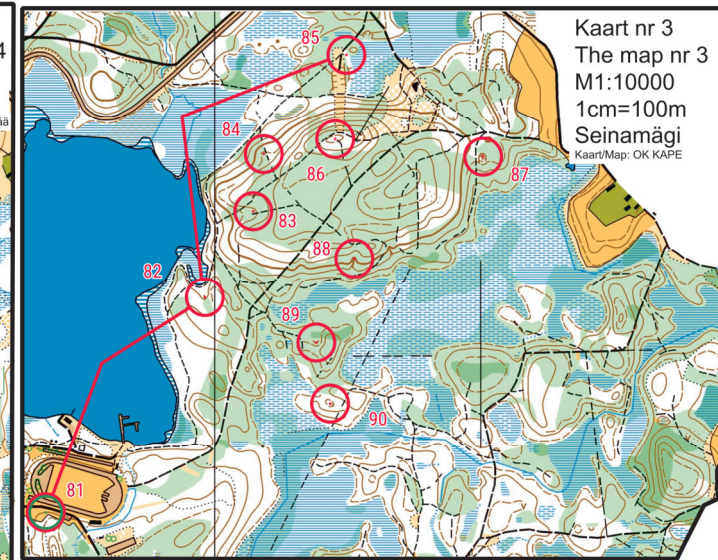 4
Kaart nr 3
The map nr 3
M1:10000
1cm=100m
Seinamägi
Kaart/Map: OK KAPE
85
84
86
87
83
88
82
89
90
81